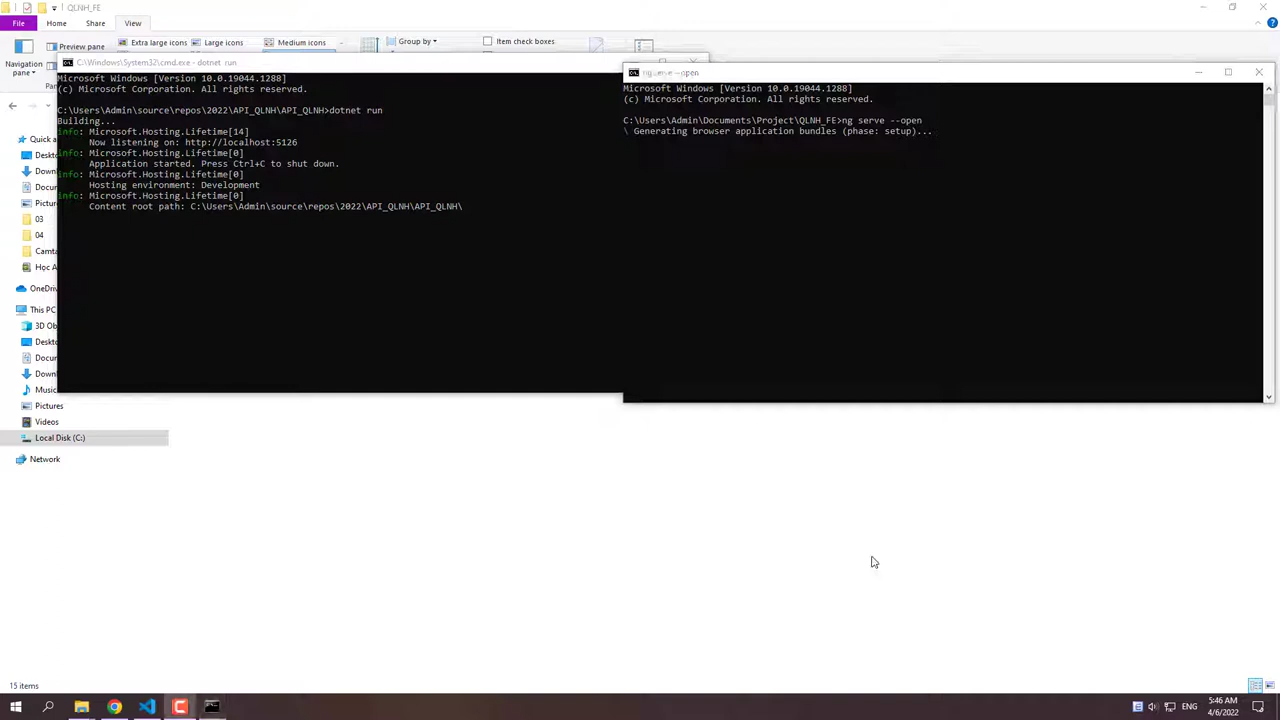 QLNH_FE
File
Home
Share
View
Navigation
pane
Preview pane
Extra large icons
Large icons
Medium icons
Group by
Item check boxes
C:\Windows\System32\cmd.exe - dotnet run
Microsoft Windows [Version 10.0.19044.1288]
(c) Microsoft Corporation. All rights reserved.
C:\Users\Admin\source\repos\2022\API_QLNH\API_QLNH>dotnet run
Building...
info: Microsoft.Hosting.Lifetime[14]
Now listening on: http://localhost:5126
info: Microsoft.Hosting.Lifetime[0]
Application started. Press Ctrl+C to shut down.
info: Microsoft.Hosting.Lifetime[0]
Hosting environment: Development
info: Microsoft.Hosting.Lifetime[0]
Content root path: C:\Users\Admin\source\repos\2022\API_QLNH\API_QLNH\
Microsoft Windows [Version 10.0.19044.1288]
(c) Microsoft Corporation. All rights reserved.
C:\Users\Admin\Documents\Project\QLNH_FE>ng serve --open
\ Generating browser application bundles (phase: setup)...
Quick a
Deskt
Down
Docu
Pictur
03
04
Camta
Học A
OneDriv
This PC
3D Ob
Deskt
Docu
Downl
Music
Pictures
Videos
Local Disk (C:)
Network
15 items
ENG
5:46 AM
4/6/2022